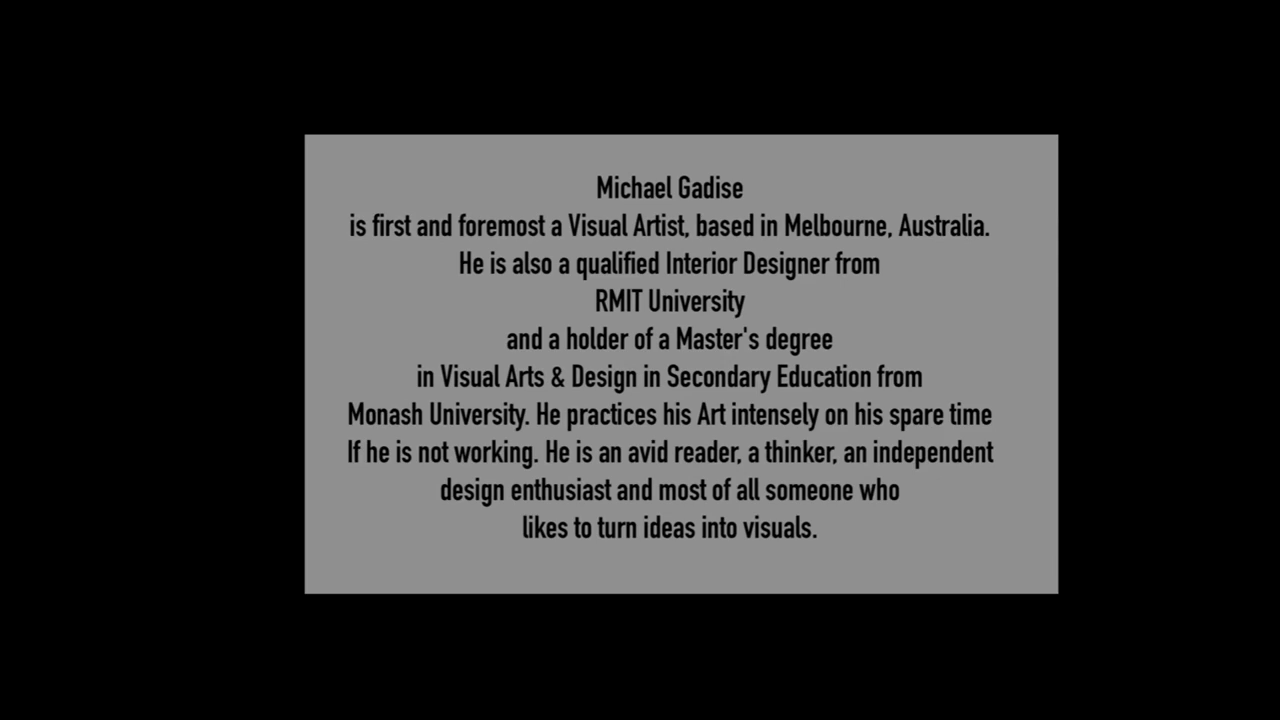 Michael Gadise
is first and foremost a Visual Artist, based in Melbourne, Australia.
He is also a qualified Interior Designer from
RMIT University
and a holder of a Master's degree
in Visual Arts & Design in Secondary Education from
Monash University. He practices his Art intensely on his spare time
If he is not working. He is an avid reader, a thinker, an independent
design enthusiast and most of all someone who
likes to turn ideas into visuals.